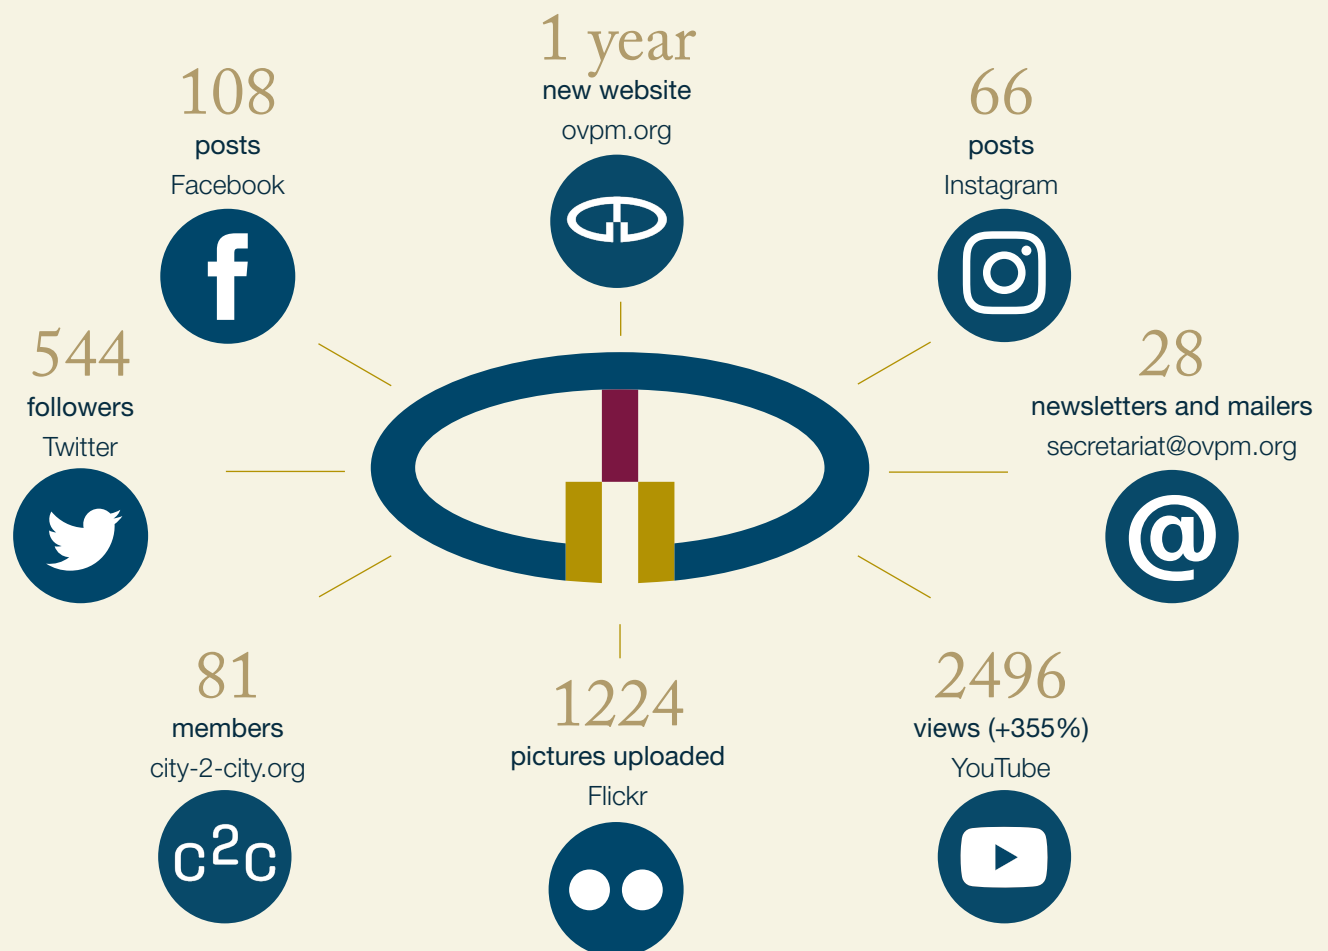 1 year
new website
ovpm.org
108
posts
Facebook
f
66
posts
Instagram
544
followers
Twitter
28
newsletters and mailers
secretariat@ovpm.org
@
81
members
city-2-city.org
c2c
1224
pictures uploaded
Flickr
2496
views (+355%)
YouTube